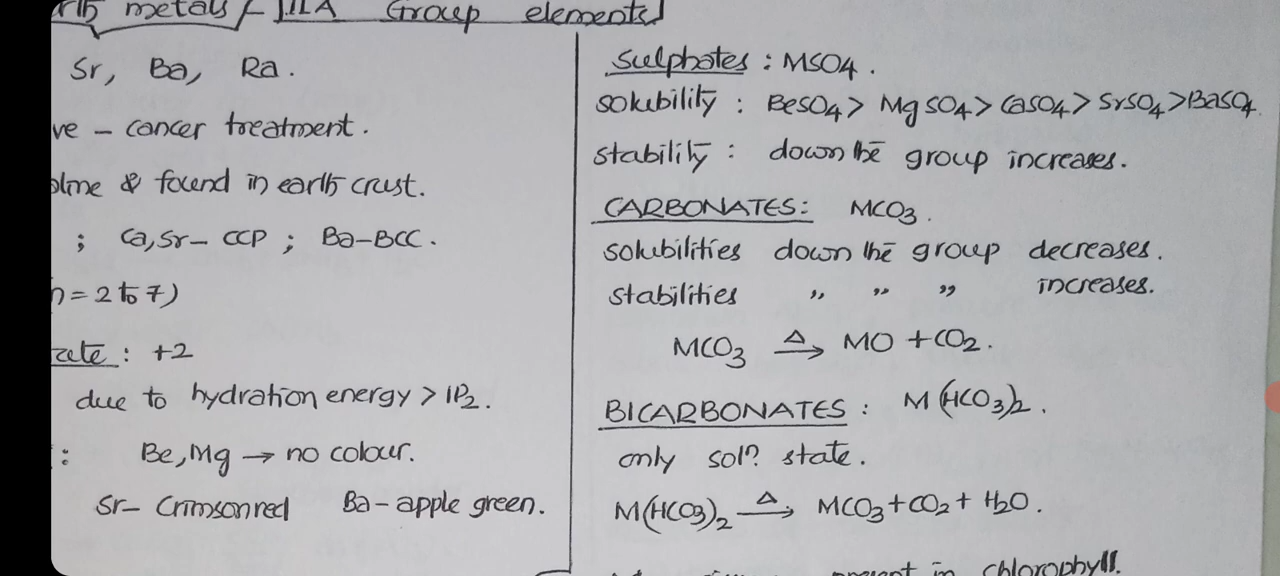 metals / IIA Group elements
Sr, Ba, Ra.
ve – cancer treatment.
& found in earth crust.
; Ca,Sr– CCP ; Ba–BCC.
n = 2 to 7)
ate : +2
due to hydration energy > IP₂.
: Be,Mg → no colour.
Sr– Crimsonred Ba– apple green.
Sulphates : MSO4.
solubility : BeSO₄ > MgSO₄ > CaSO₄ > SrSO₄ > BaSO₄.
stability : down the group increases.
CARBONATES: MCO₃.
solubilities down the group decreases.
stabilities ,, ,, ,, increases.
MCO₃ —Δ→ MO + CO₂.
BICARBONATES : M(HCO₃)₂.
only solⁿ state.
M(HCO₃)₂ —Δ→ MCO₃ + CO₂ + H₂O.
present in chlorophyll.